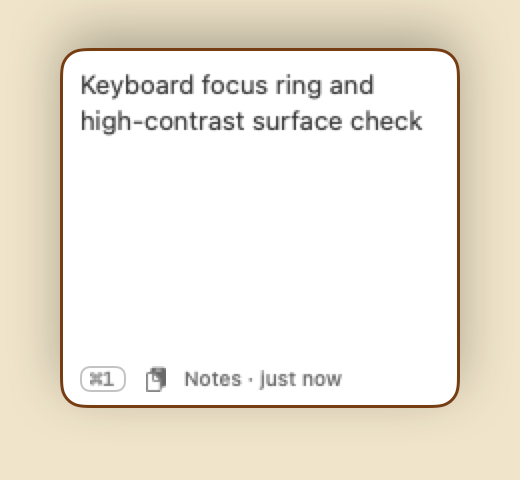 Keyboard focus ring and
high-contrast surface check
⌘1 Notes · just now